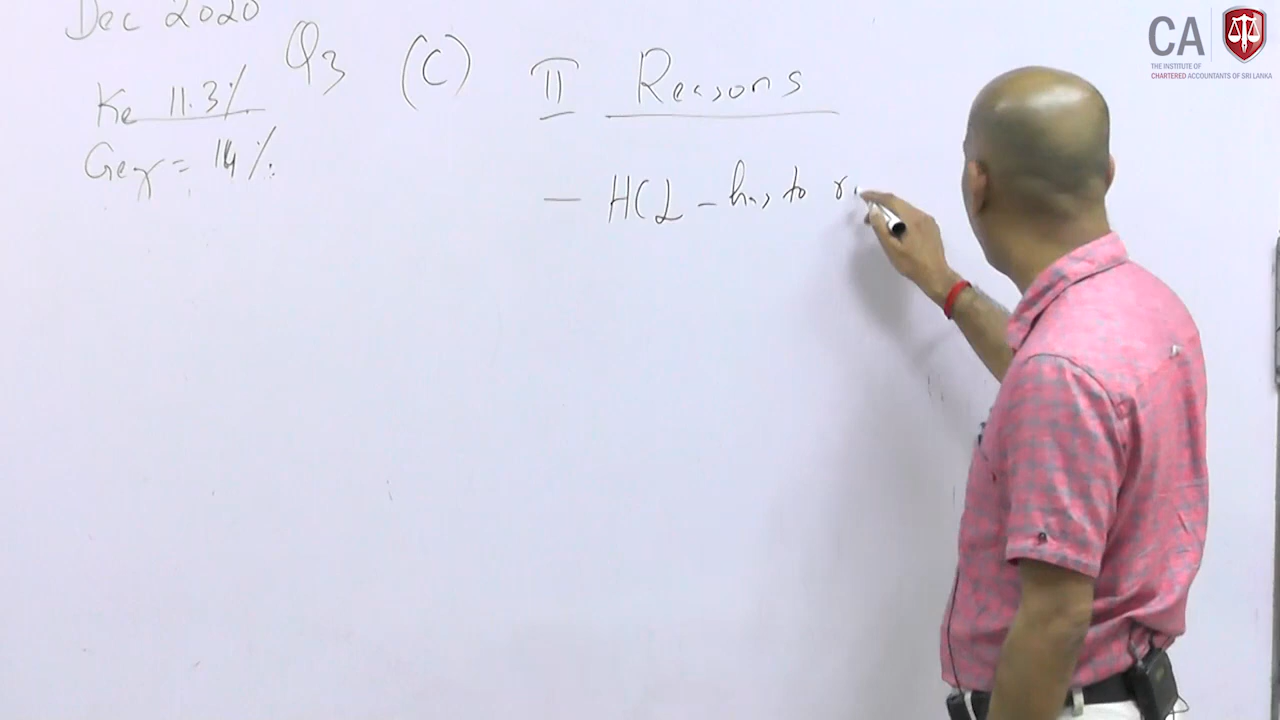 Dec 2020
Q3 (C) II Reasons
Ke 11.3%
Gex = 14%
- HCL - has to r
CA
THE INSTITUTE OF
CHARTERED ACCOUNTANTS OF SRI LANKA